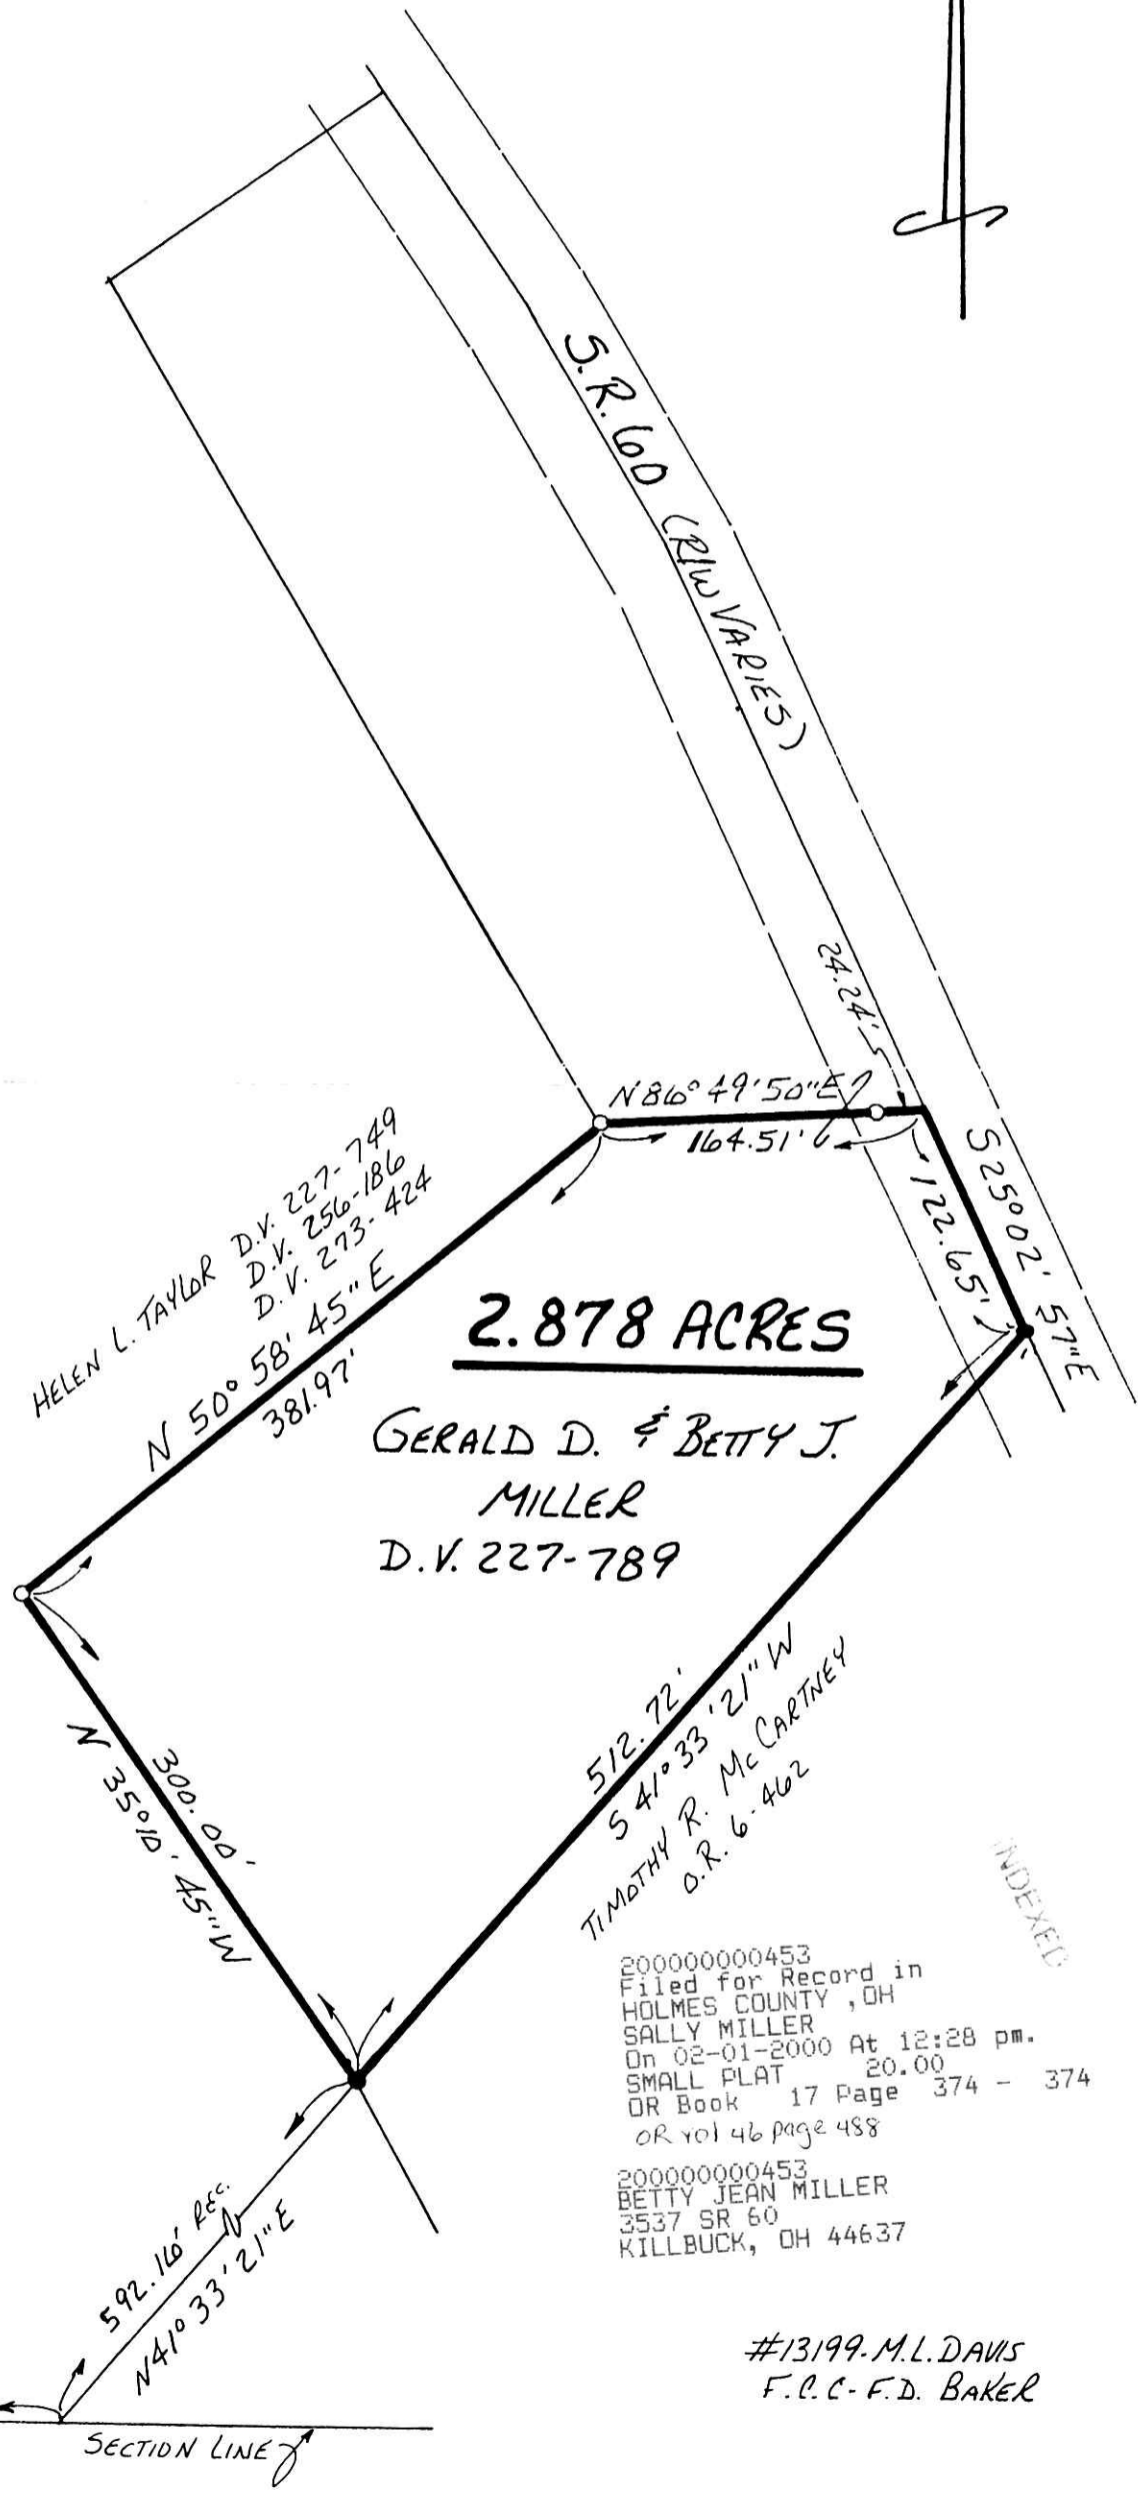 S.R. 60 (R/W VARIES)
24.24'
N 86° 49' 50" E
164.51'
S 25° 02' 57" E
122.65'
HELEN L. TAYLOR D.V. 227-749
D.V. 256-186
D.V. 273-424
N 50° 58' 45" E
381.97'
2.878 ACRES
GERALD D. & BETTY J.
MILLER
D.V. 227-789
512.72'
S 41° 33' 21" W
TIMOTHY R. McCARTNEY
O.R. 6-462
300.00'
N 35° 10' 45" W
INDEXED
200000000453
Filed for Record in
HOLMES COUNTY , OH
SALLY MILLER
On 02-01-2000 At 12:28 pm.
SMALL PLAT 20.00
OR Book 17 Page 374 - 374
OR vol 46 page 488
200000000453
BETTY JEAN MILLER
3537 SR 60
KILLBUCK, OH 44637
592.16' REC.
N 41° 33' 21" E
SECTION LINE
#13199-M.L. DAVIS
F.C.C-F.D. BAKER